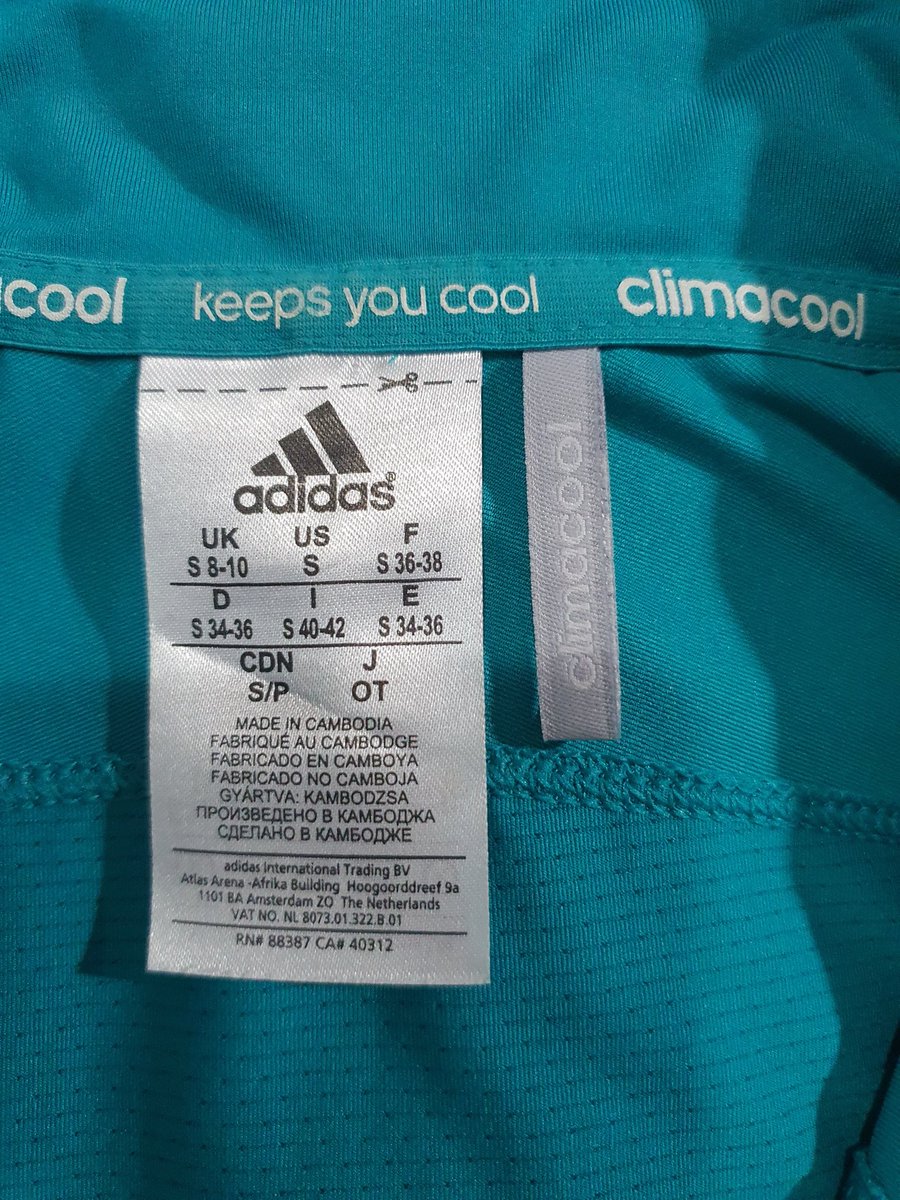 cool keeps you cool climacool
adidas®
UK US F
S 8-10 S S 36-38
D I E
S 34-36 S 40-42 S 34-36
CDN J
S/P OT
MADE IN CAMBODIA
FABRIQUÉ AU CAMBODGE
FABRICADO EN CAMBOYA
FABRICADO NO CAMBOJA
GYÁRTVA: KAMBODZSA
ПРОИЗВЕДЕНО В КАМБОДЖА
СДЕЛАНО В КАМБОДЖЕ
adidas International Trading BV
Atlas Arena -Afrika Building Hoogoorddreef 9a
1101 BA Amsterdam ZO The Netherlands
VAT NO. NL 8073.01.322.B.01
RN# 88387 CA# 40312
climacool